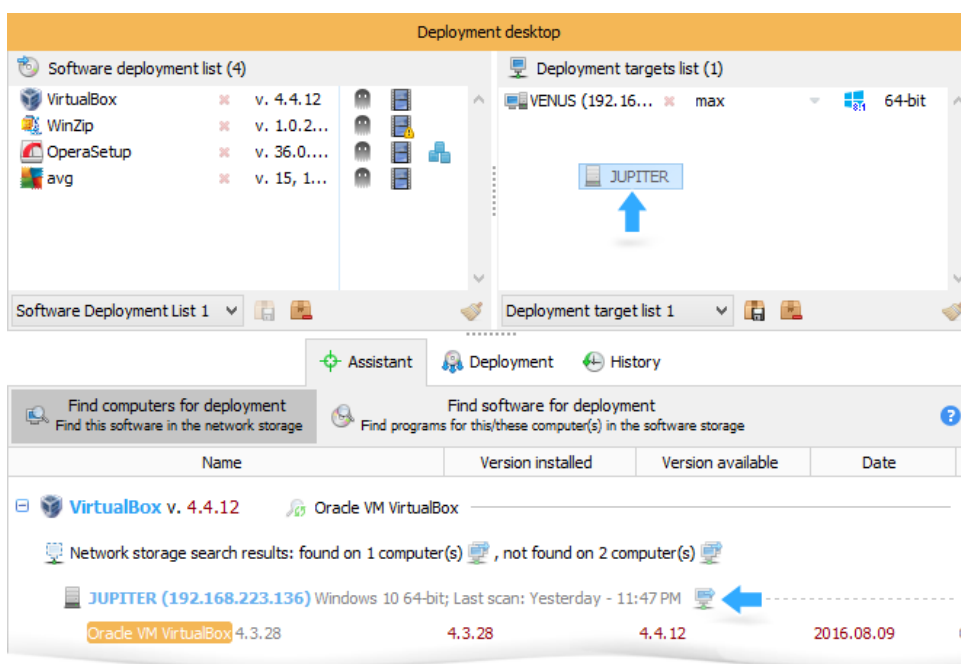 Deployment desktop
Software deployment list (4)
VirtualBox v. 4.4.12
WinZip v. 1.0.2...
OperaSetup v. 36.0....
avg v. 15, 1...
Software Deployment List 1
Deployment targets list (1)
VENUS (192.16... max 8.1 64-bit
JUPITER
Deployment target list 1
Assistant Deployment History
Find computers for deployment
Find this software in the network storage
Find software for deployment
Find programs for this/these computer(s) in the software storage
?
Name Version installed Version available Date
VirtualBox v. 4.4.12 Oracle VM VirtualBox
Network storage search results: found on 1 computer(s) , not found on 2 computer(s)
JUPITER (192.168.223.136) Windows 10 64-bit; Last scan: Yesterday - 11:47 PM
Oracle VM VirtualBox 4.3.28 4.3.28 4.4.12 2016.08.09